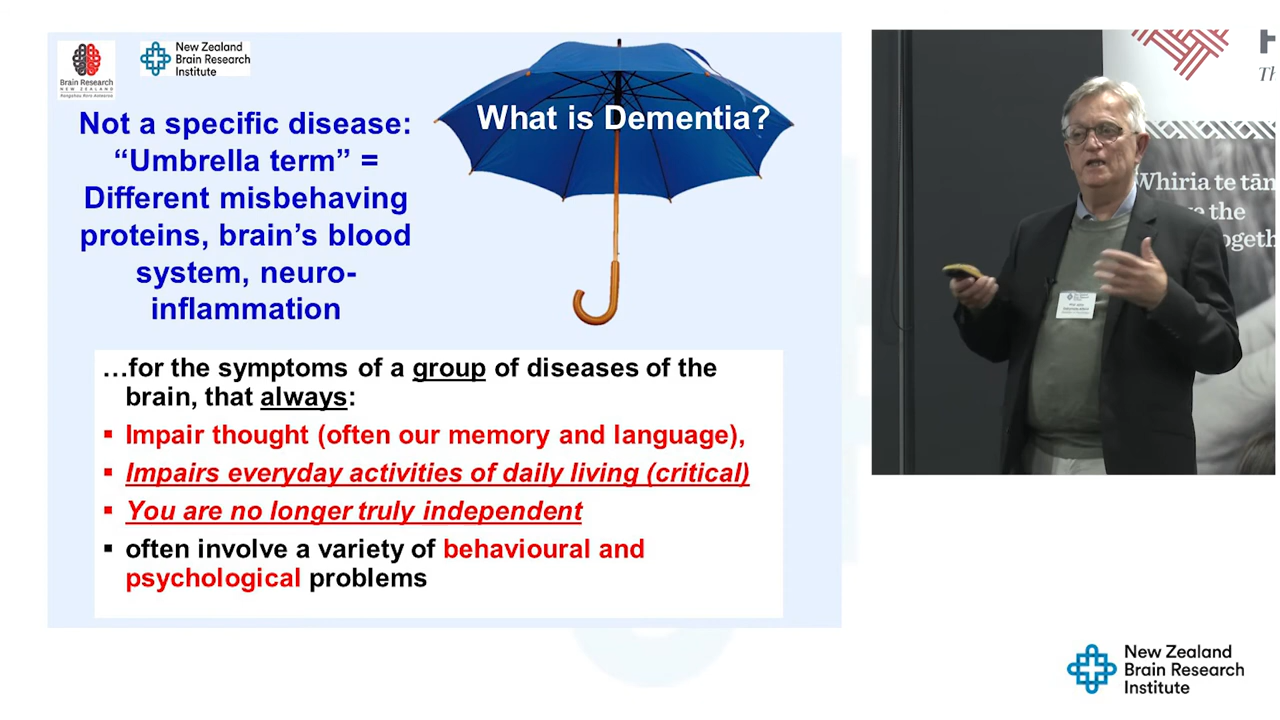 Brain Research
NEW ZEALAND
New Zealand
Brain Research
Institute
What is Dementia?
Not a specific disease:
“Umbrella term” =
Different misbehaving
proteins, brain’s blood
system, neuro-
inflammation
…for the symptoms of a group of diseases of the
brain, that always:
▪ Impair thought (often our memory and language),
▪ Impairs everyday activities of daily living (critical)
▪ You are no longer truly independent
▪ often involve a variety of behavioural and
psychological problems
Whiria te tān
the
New Zealand
Brain Research
Institute